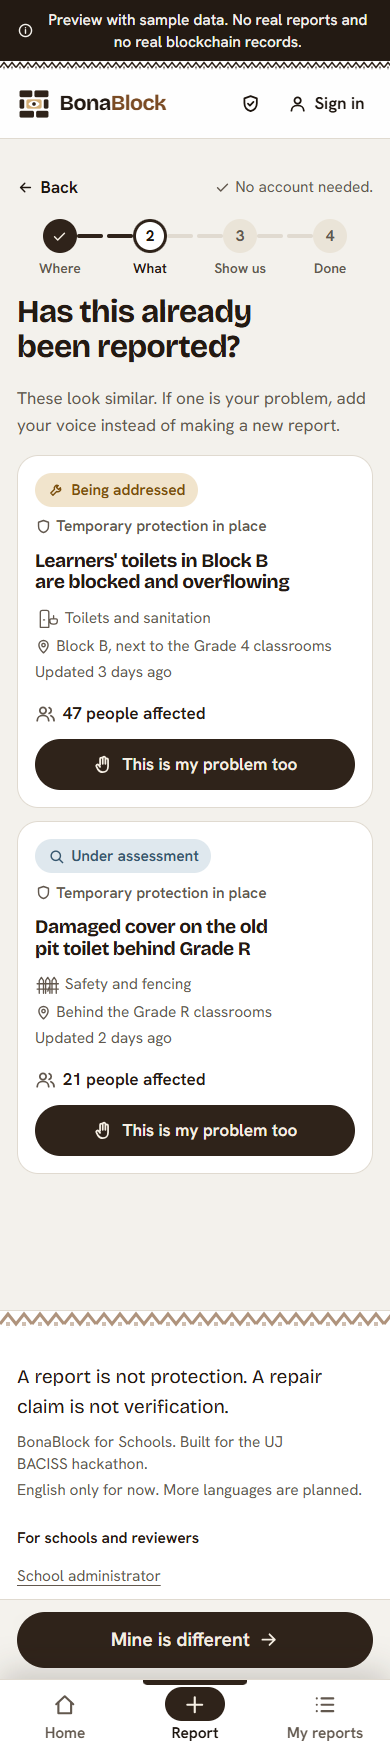 Preview with sample data. No real reports and
no real blockchain records.
BonaBlock
Sign in
Back
No account needed.
2
3
4
Where
What
Show us
Done
Has this already
been reported?
These look similar. If one is your problem, add
your voice instead of making a new report.
Being addressed
Temporary protection in place
Learners' toilets in Block B
are blocked and overflowing
Toilets and sanitation
Block B, next to the Grade 4 classrooms
Updated 3 days ago
47 people affected
This is my problem too
Under assessment
Temporary protection in place
Damaged cover on the old
pit toilet behind Grade R
Safety and fencing
Behind the Grade R classrooms
Updated 2 days ago
21 people affected
This is my problem too
A report is not protection. A repair
claim is not verification.
BonaBlock for Schools. Built for the UJ
BACISS hackathon.
English only for now. More languages are planned.
For schools and reviewers
School administrator
Mine is different
Home
Report
My reports